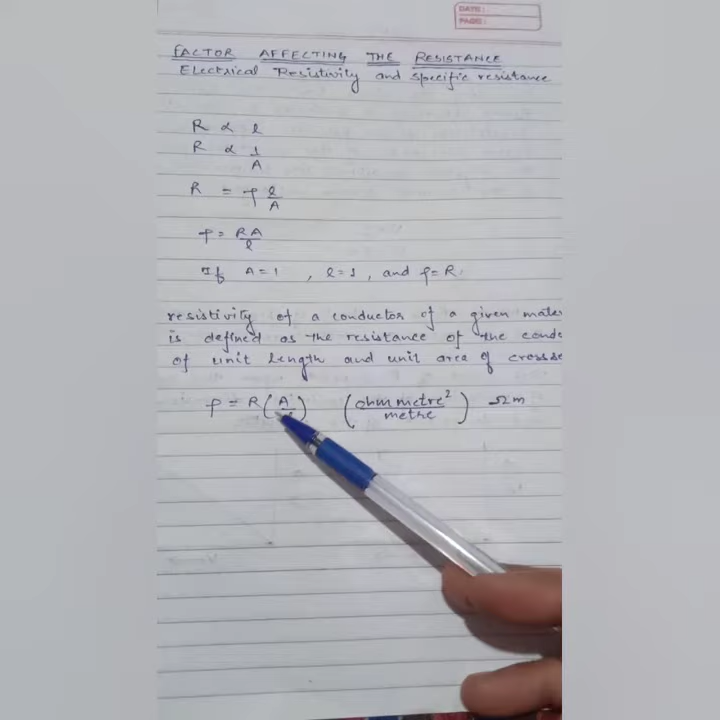 DATE:
PAGE:
FACTOR AFFECTING THE RESISTANCE
Electrical Resistivity and specific resistance
R ∝ l
R ∝ 1/A
R = ρ l/A
ρ = RA/l
If A=1 , l=1 , and ρ=R.
resistivity of a conductor of a given mater
is defined as the resistance of the condu
of unit length and unit area of crosse
ρ = R(A/ ) (ohm metre²/metre) Ωm